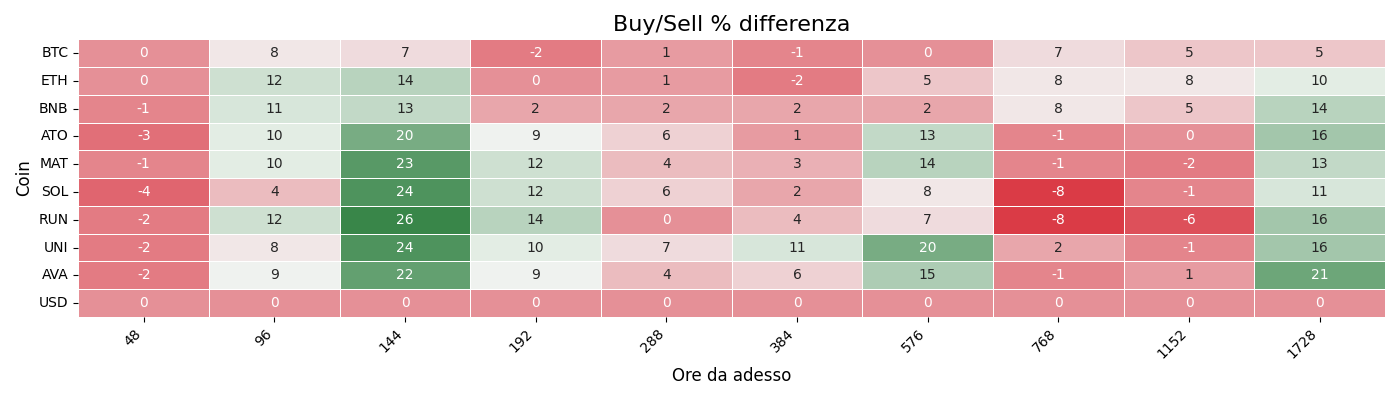 Buy/Sell % differenza
Coin
BTC 0 8 7 -2 1 -1 0 7 5 5
ETH 0 12 14 0 1 -2 5 8 8 10
BNB -1 11 13 2 2 2 2 8 5 14
ATO -3 10 20 9 6 1 13 -1 0 16
MAT -1 10 23 12 4 3 14 -1 -2 13
SOL -4 4 24 12 6 2 8 -8 -1 11
RUN -2 12 26 14 0 4 7 -8 -6 16
UNI -2 8 24 10 7 11 20 2 -1 16
AVA -2 9 22 9 4 6 15 -1 1 21
USD 0 0 0 0 0 0 0 0 0 0
48 96 144 192 288 384 576 768 1152 1728
Ore da adesso